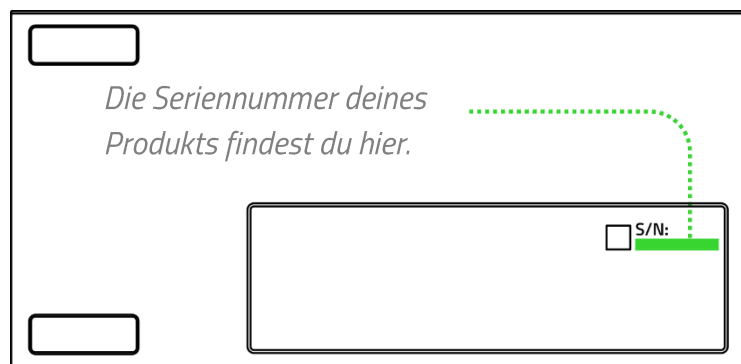 Die Seriennummer deines
Produkts findest du hier.
S/N: